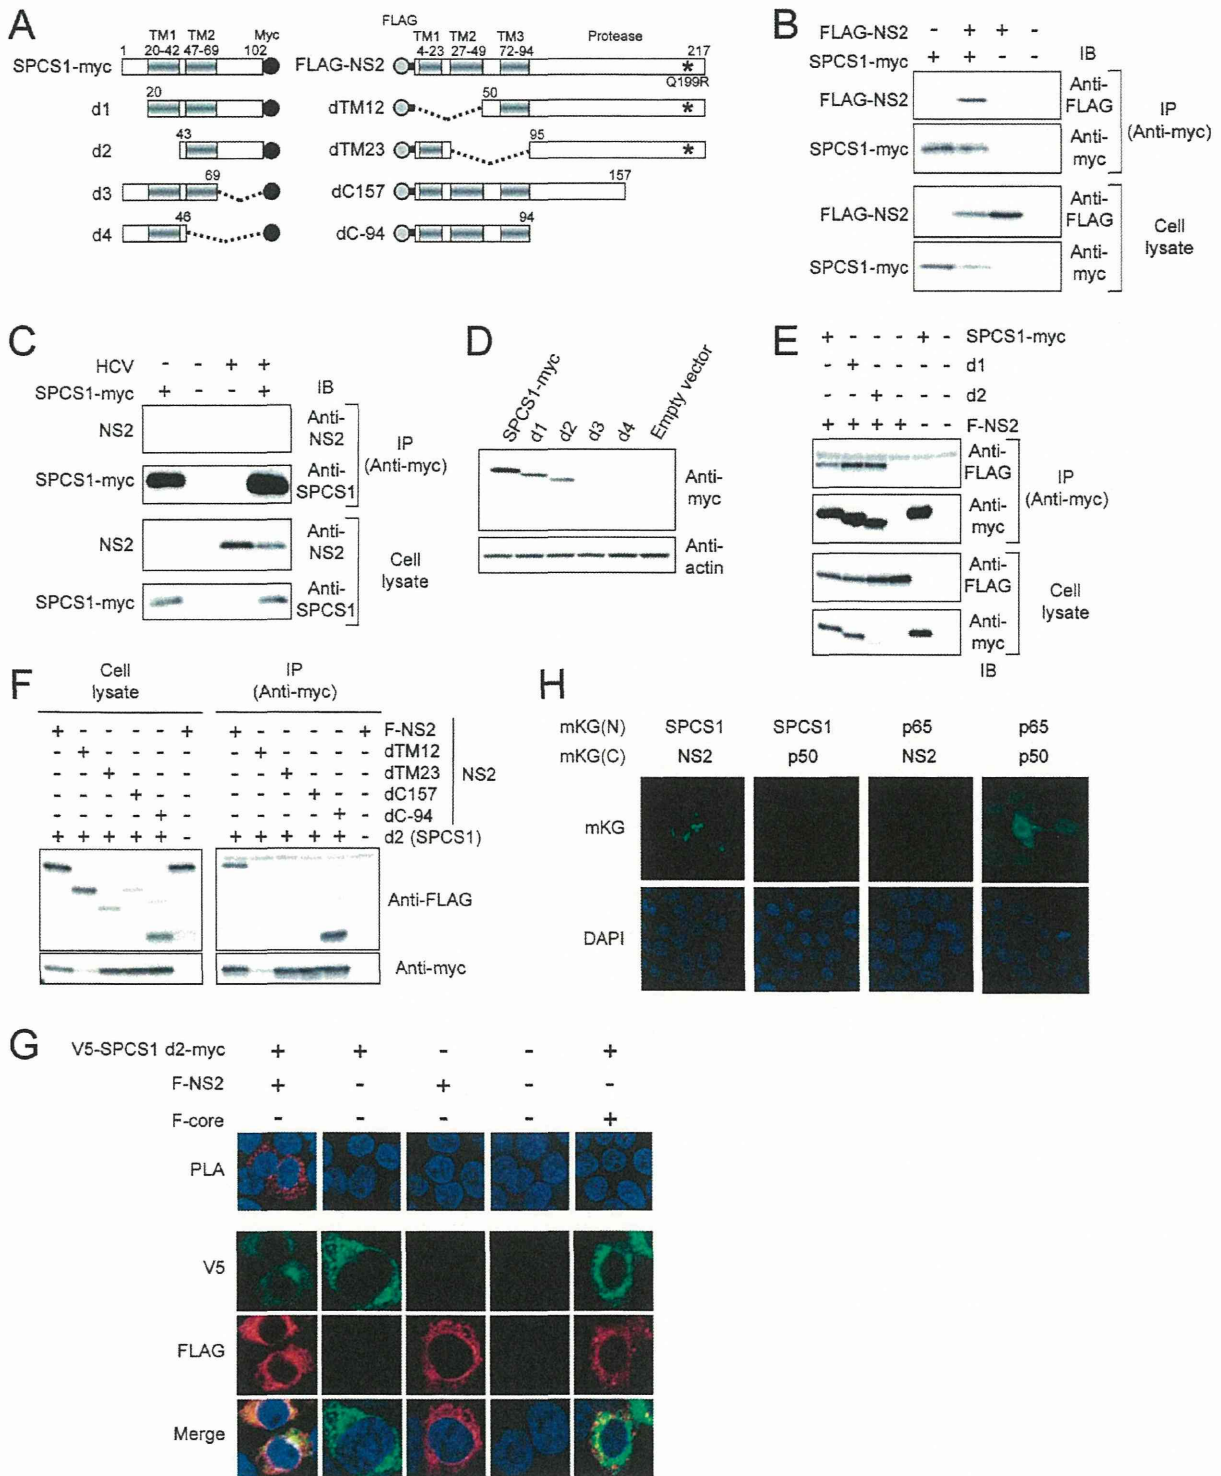 A
FLAG
TM1 TM2 Myc
1 20-42 47-69 102
SPCS1-myc
20
d1
43
d2
69
d3
46
d4
TM1 TM2 TM3 Protease
4-23 27-49 72-94 217
FLAG-NS2
*
Q199R
50
dTM12
*
95
dTM23
*
157
dC157
94
dC-94
B
FLAG-NS2 - + + -
SPCS1-myc + + - - IB
FLAG-NS2 Anti-FLAG
SPCS1-myc Anti-myc
IP (Anti-myc)
FLAG-NS2 Anti-FLAG
SPCS1-myc Anti-myc
Cell lysate
C
HCV - - + +
SPCS1-myc + - - + IB
NS2 Anti-NS2
SPCS1-myc Anti-SPCS1
IP (Anti-myc)
NS2 Anti-NS2
SPCS1-myc Anti-SPCS1
Cell lysate
D
SPCS1-myc d1 d2 d3 d4 Empty vector
Anti-myc
Anti-actin
E
+ - - - + - SPCS1-myc
- + - - - - d1
- - + - - - d2
+ + + + - - F-NS2
Anti-FLAG
Anti-myc
IP (Anti-myc)
Anti-FLAG
Anti-myc
Cell lysate
IB
F
Cell lysate
IP (Anti-myc)
+ - - - - + + - - - - + F-NS2
- + - - - - - + - - - - dTM12
- - + - - - - - + - - - dTM23
- - - + - - - - - + - - dC157
- - - - + - - - - - + - dC-94
NS2
+ + + + + - + + + + + - d2 (SPCS1)
Anti-FLAG
Anti-myc
H
mKG(N) SPCS1 SPCS1 p65 p65
mKG(C) NS2 p50 NS2 p50
mKG
DAPI
G
V5-SPCS1 d2-myc + + - - +
F-NS2 + - + - -
F-core - - - - +
PLA
V5
FLAG
Merge